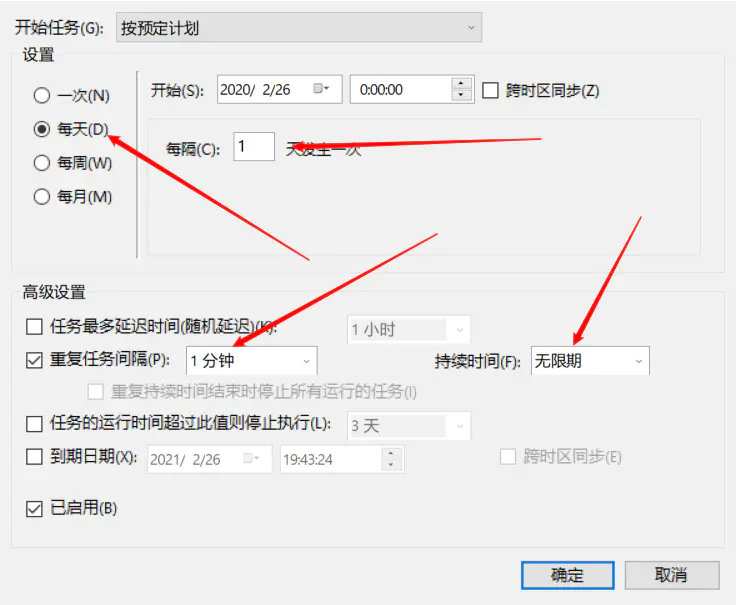 开始任务(G): 按预定计划
设置
一次(N)
每天(D)
每周(W)
每月(M)
开始(S): 2020/ 2/26 0:00:00 跨时区同步(Z)
每隔(C): 1 天发生一次
高级设置
任务最多延迟时间(随机延迟)(K): 1 小时
重复任务间隔(P): 1 分钟 持续时间(F): 无限期
重复持续时间结束时停止所有运行的任务(I)
任务的运行时间超过此值则停止执行(L): 3 天
到期日期(X): 2021/ 2/26 19:43:24 跨时区同步(E)
已启用(B)
确定 取消